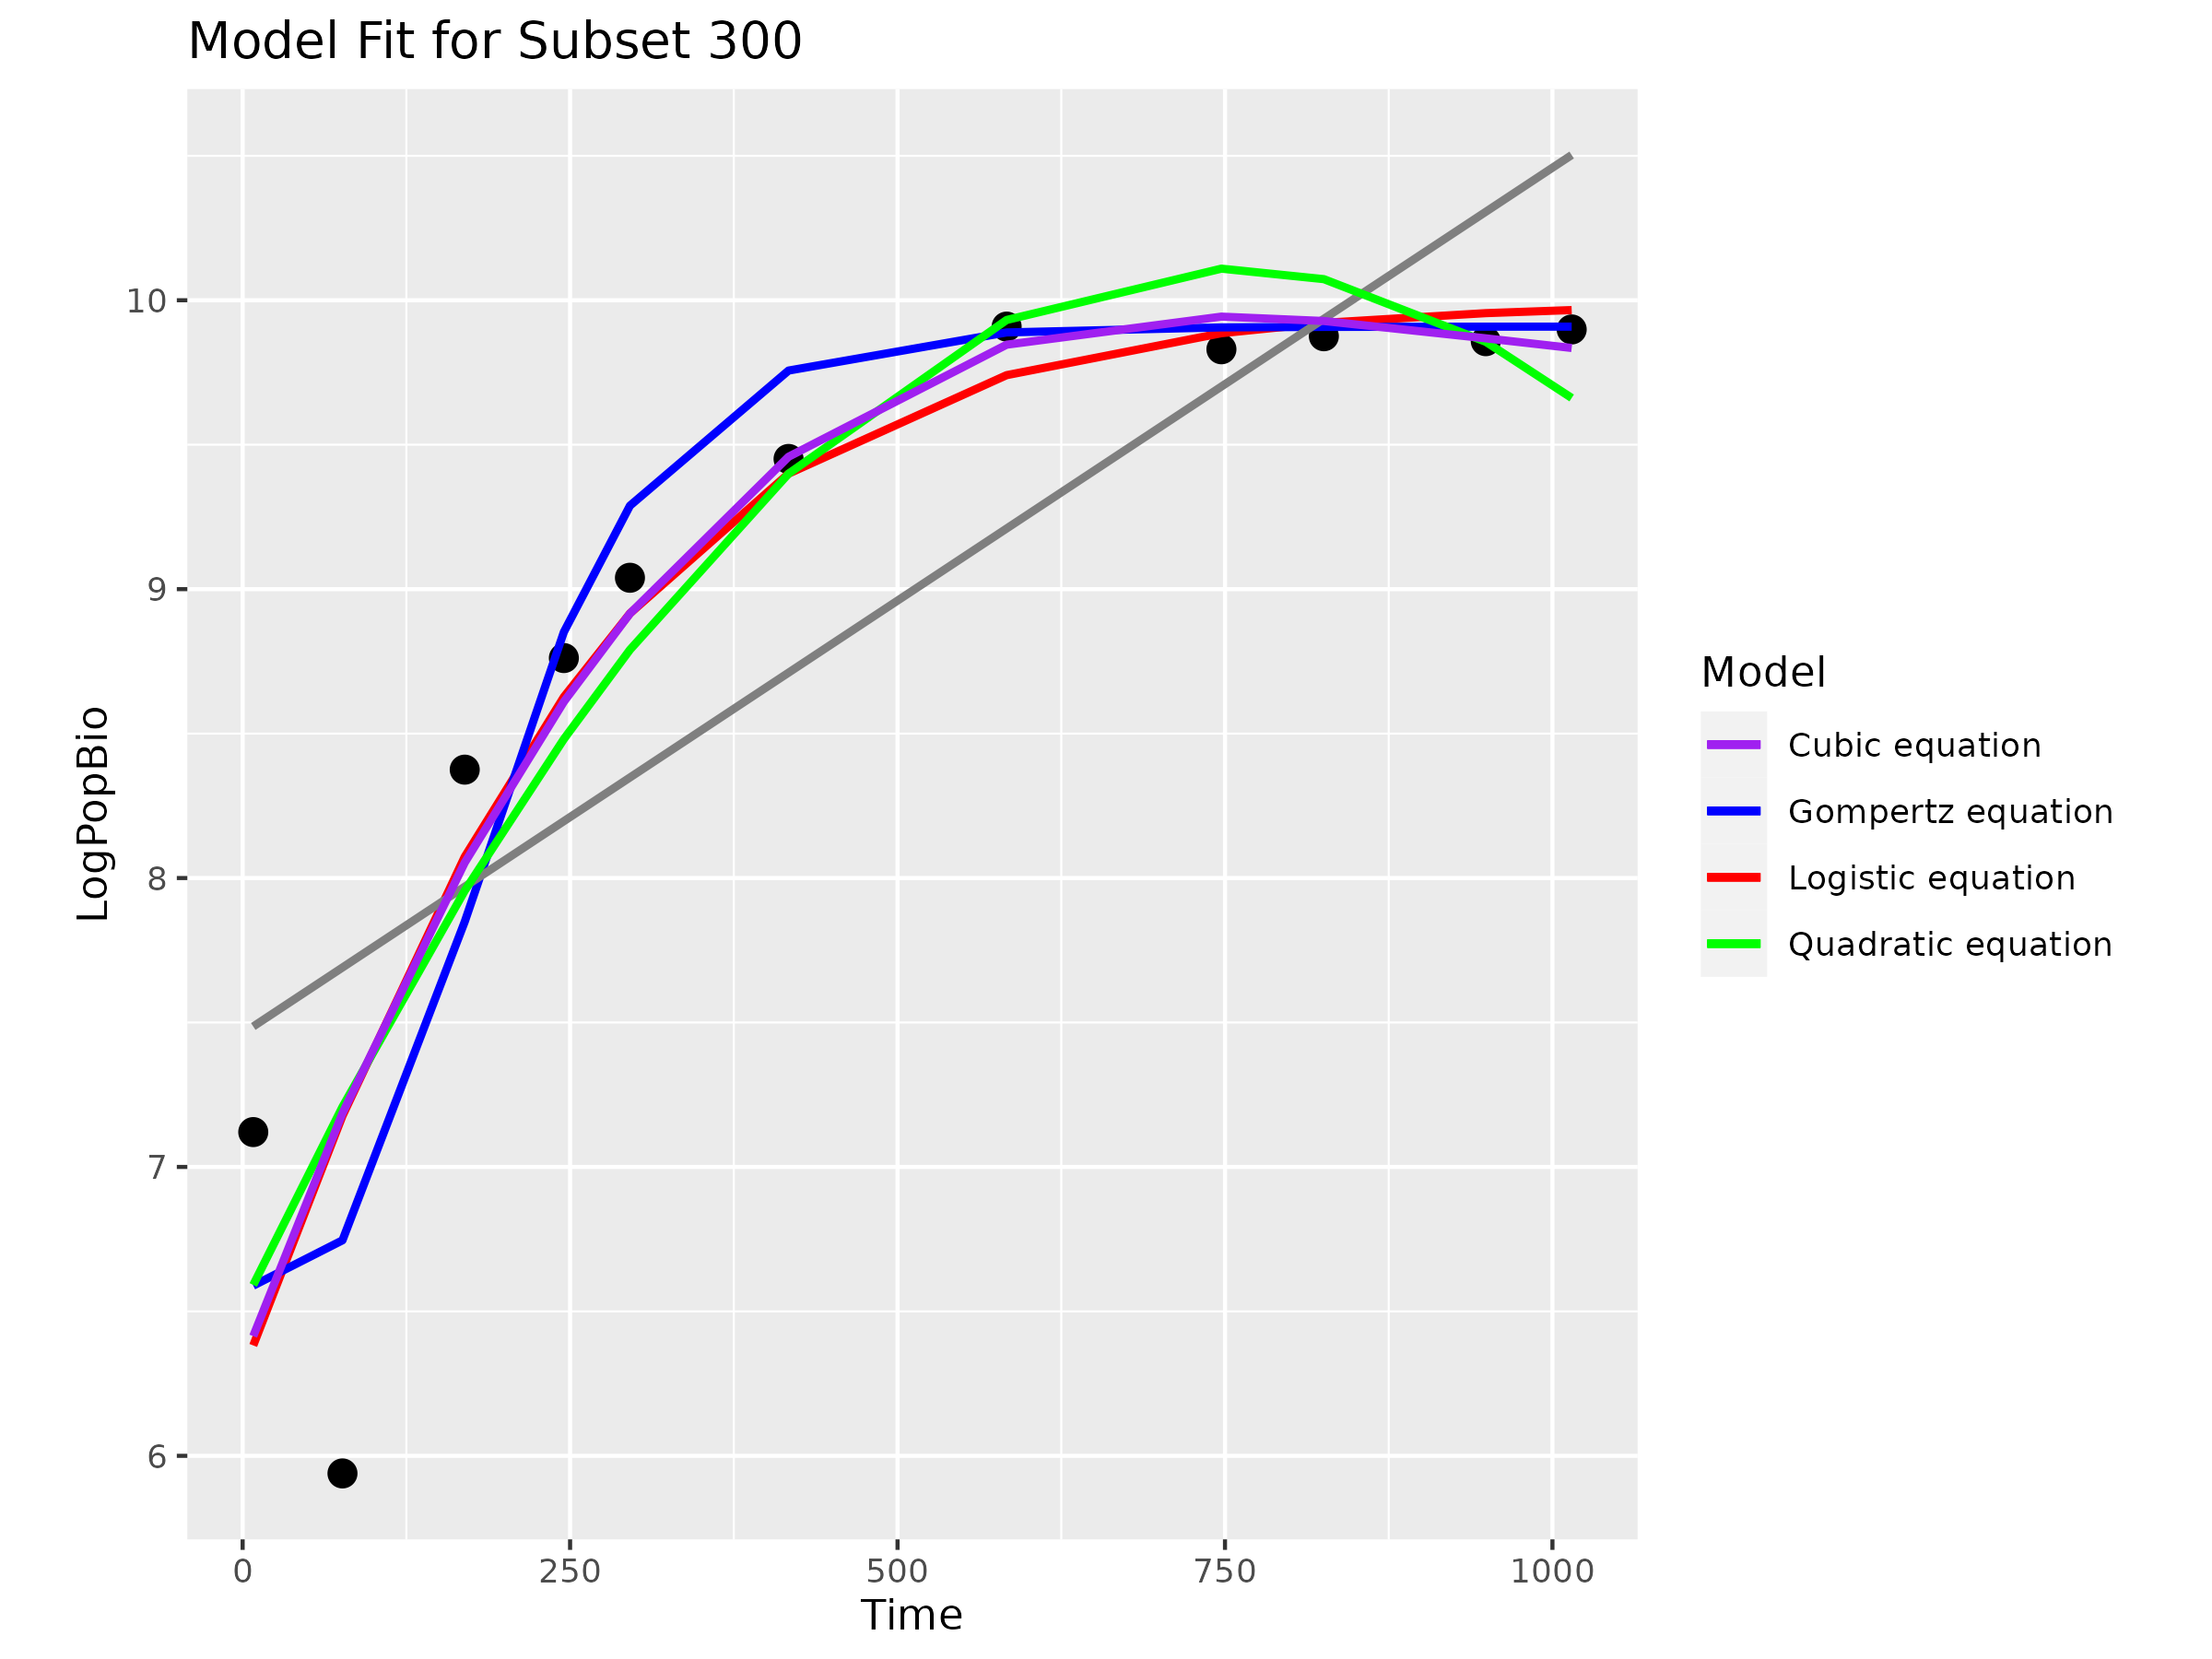 Model Fit for Subset 300
LogPopBio
10
9
8
7
6
0 250 500 750 1000
Time
Model
Cubic equation
Gompertz equation
Logistic equation
Quadratic equation